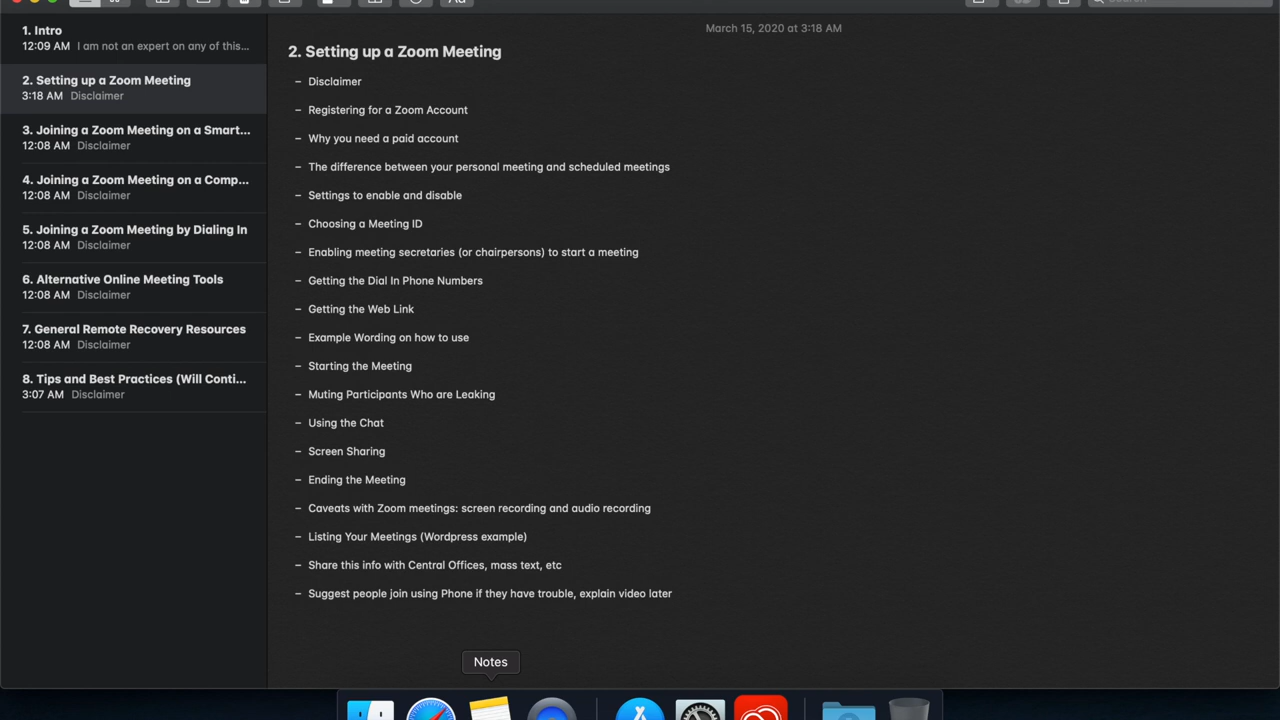 March 15, 2020 at 3:18 AM
1. Intro
12:09 AM I am not an expert on any of this...
2. Setting up a Zoom Meeting
3:18 AM Disclaimer
3. Joining a Zoom Meeting on a Smart...
12:08 AM Disclaimer
4. Joining a Zoom Meeting on a Comp...
12:08 AM Disclaimer
5. Joining a Zoom Meeting by Dialing In
12:08 AM Disclaimer
6. Alternative Online Meeting Tools
12:08 AM Disclaimer
7. General Remote Recovery Resources
12:08 AM Disclaimer
8. Tips and Best Practices (Will Conti...
3:07 AM Disclaimer
2. Setting up a Zoom Meeting
– Disclaimer
– Registering for a Zoom Account
– Why you need a paid account
– The difference between your personal meeting and scheduled meetings
– Settings to enable and disable
– Choosing a Meeting ID
– Enabling meeting secretaries (or chairpersons) to start a meeting
– Getting the Dial In Phone Numbers
– Getting the Web Link
– Example Wording on how to use
– Starting the Meeting
– Muting Participants Who are Leaking
– Using the Chat
– Screen Sharing
– Ending the Meeting
– Caveats with Zoom meetings: screen recording and audio recording
– Listing Your Meetings (Wordpress example)
– Share this info with Central Offices, mass text, etc
– Suggest people join using Phone if they have trouble, explain video later
Notes